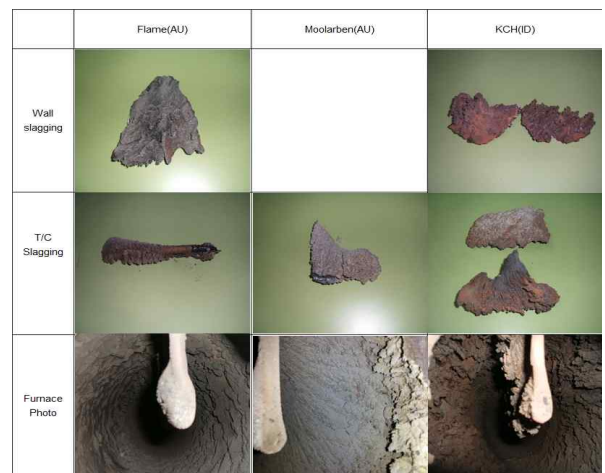 Flame(AU)
Moolarben(AU)
KCH(ID)
Wall
slagging
T/C
Slagging
Furnace
Photo